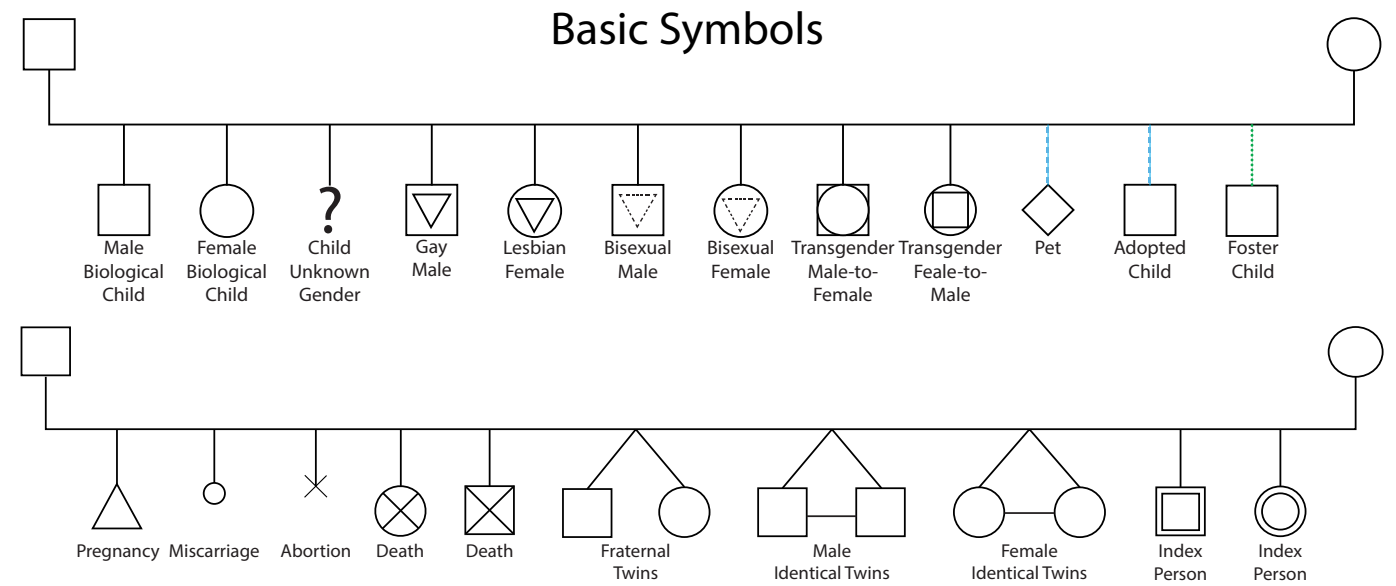 Basic Symbols
?
Male
Biological
Child
Female
Biological
Child
Child
Unknown
Gender
Gay
Male
Lesbian
Female
Bisexual
Male
Bisexual
Female
Transgender
Male-to-
Female
Transgender
Feale-to-
Male
Pet
Adopted
Child
Foster
Child
Pregnancy
Miscarriage
Abortion
Death
Death
Fraternal
Twins
Male
Identical Twins
Female
Identical Twins
Index
Person
Index
Person